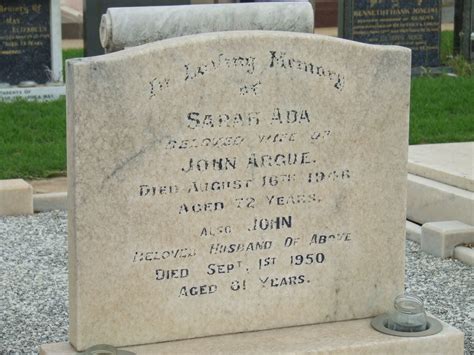 In Loving Memory
of
SARAH ADA
BELOVED WIFE OF
JOHN ARGUE.
DIED AUGUST 16TH 1946
AGED 72 YEARS.
ALSO JOHN
BELOVED HUSBAND OF ABOVE
DIED SEPT. 1ST 1950
AGED 81 YEARS.